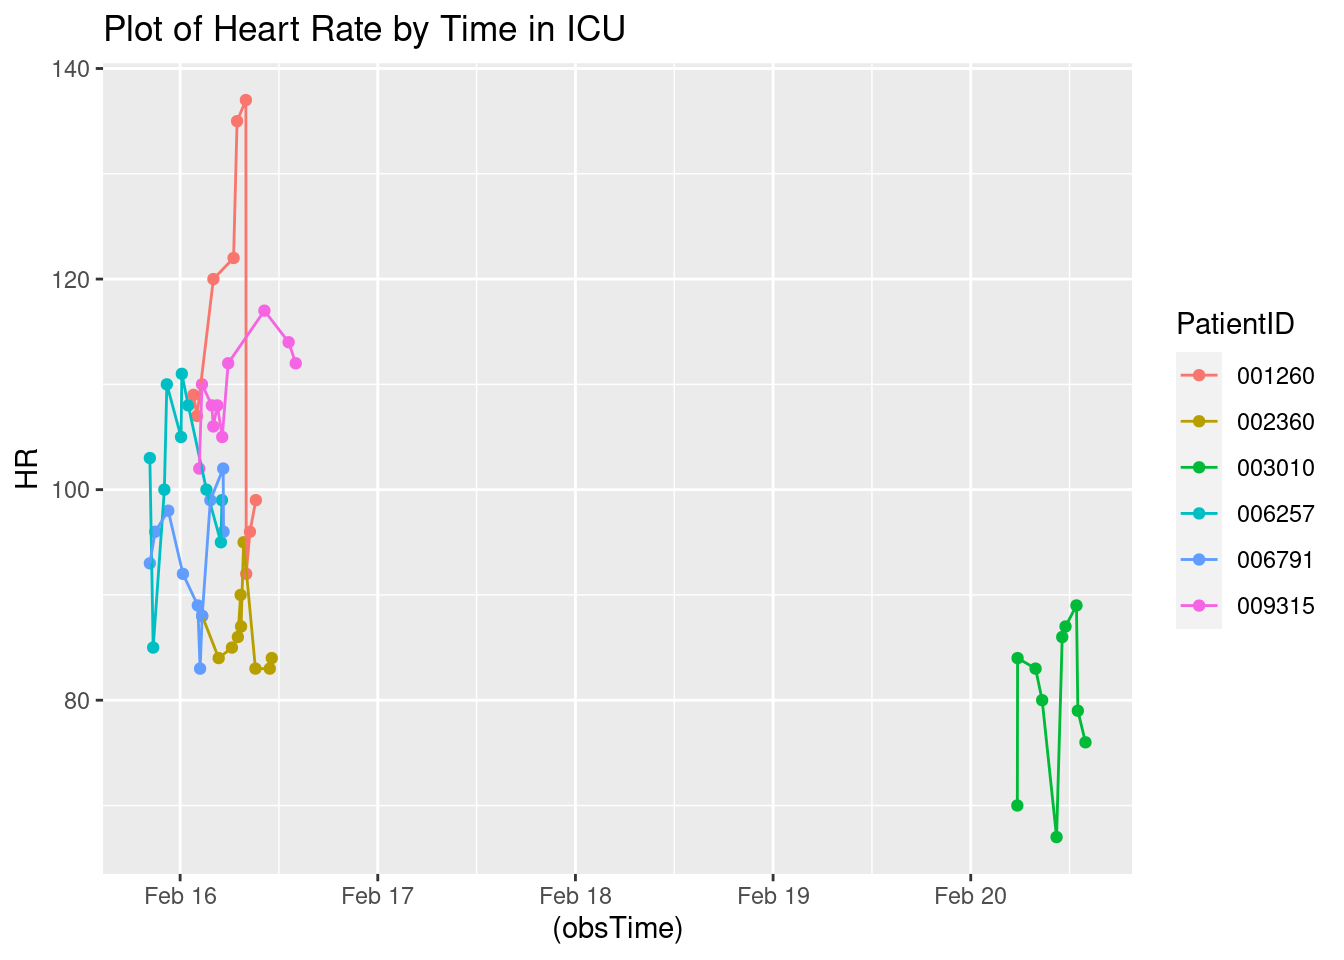 Plot of Heart Rate by Time in ICU
140
120
100
80
HR
Feb 16
Feb 17
Feb 18
Feb 19
Feb 20
(obsTime)
PatientID
001260
002360
003010
006257
006791
009315